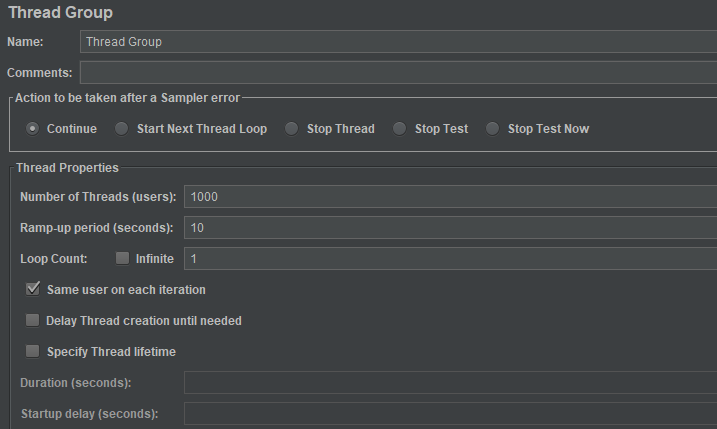 Thread Group
Name: Thread Group
Comments:
Action to be taken after a Sampler error
Continue Start Next Thread Loop Stop Thread Stop Test Stop Test Now
Thread Properties
Number of Threads (users): 1000
Ramp-up period (seconds): 10
Loop Count: Infinite 1
Same user on each iteration
Delay Thread creation until needed
Specify Thread lifetime
Duration (seconds):
Startup delay (seconds):